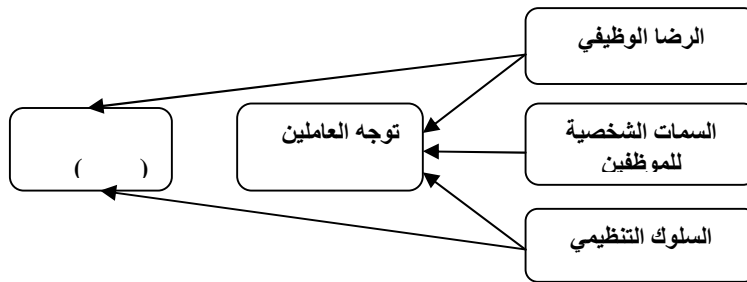 الرضا الوظيفي
السمات الشخصية
للموظفين
توجه العاملين
السلوك التنظيمي
(          )